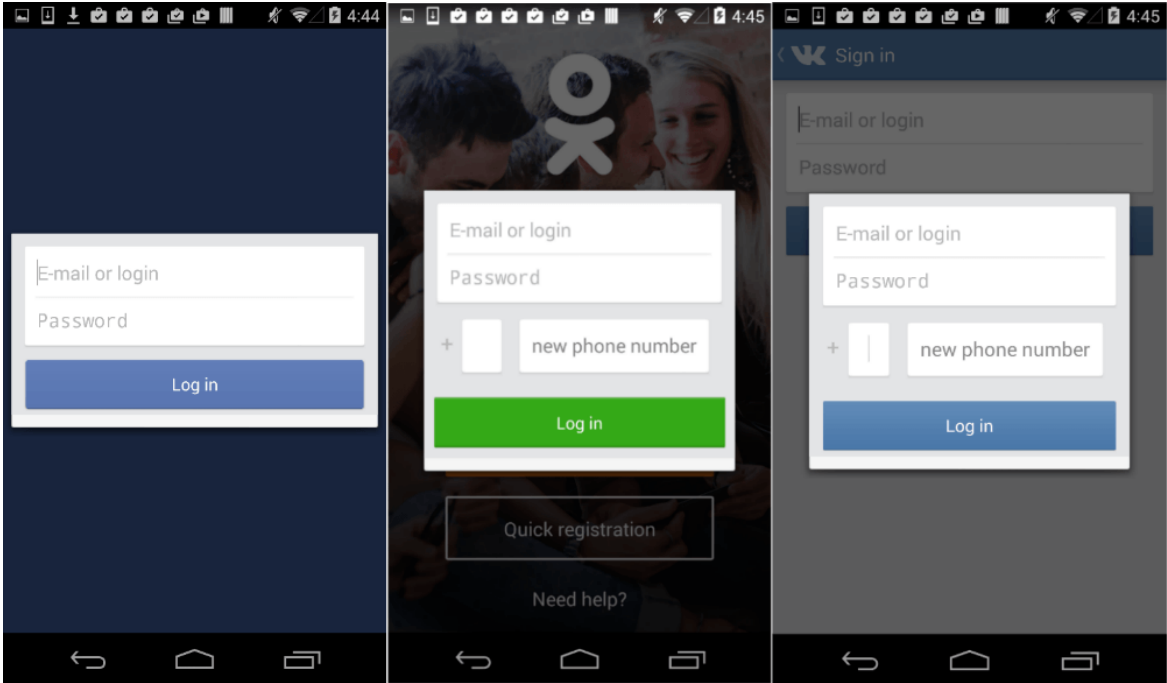 4:44
E-mail or login
Password
Log in
4:45
E-mail or login
Password
+ new phone number
Log in
Quick registration
Need help?
4:45
Sign in
E-mail or login
Password
E-mail or login
Password
+ new phone number
Log in